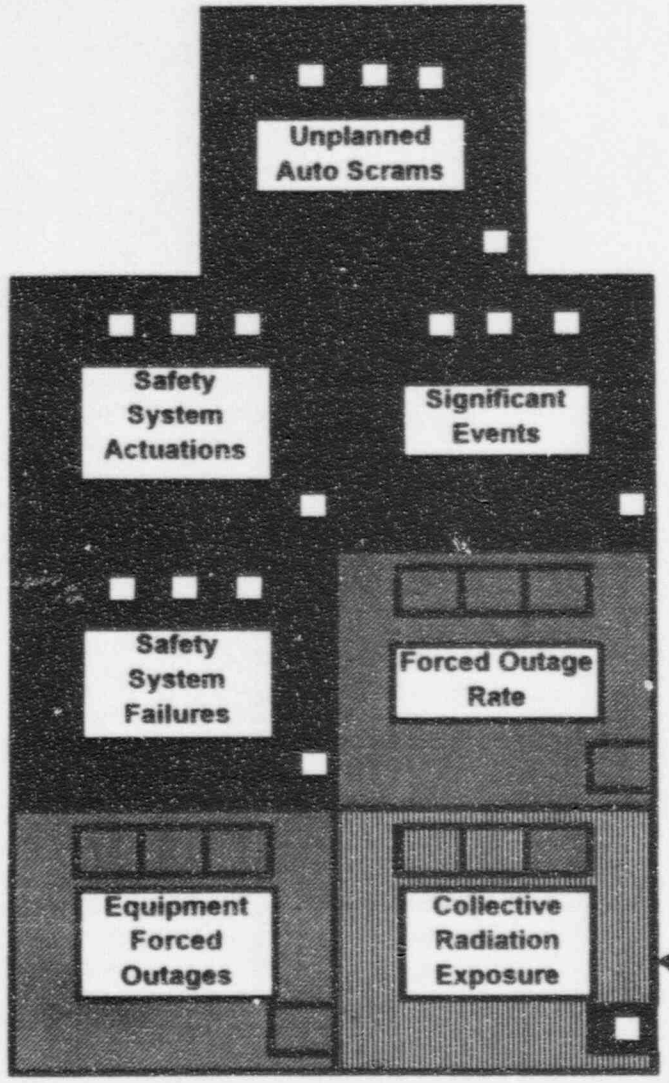 Unplanned
Auto Scrams
Safety
System
Actuations
Significant
Events
Safety
System
Failures
Forced Outage
Rate
Equipment
Forced
Outages
Collective
Radiation
Exposure